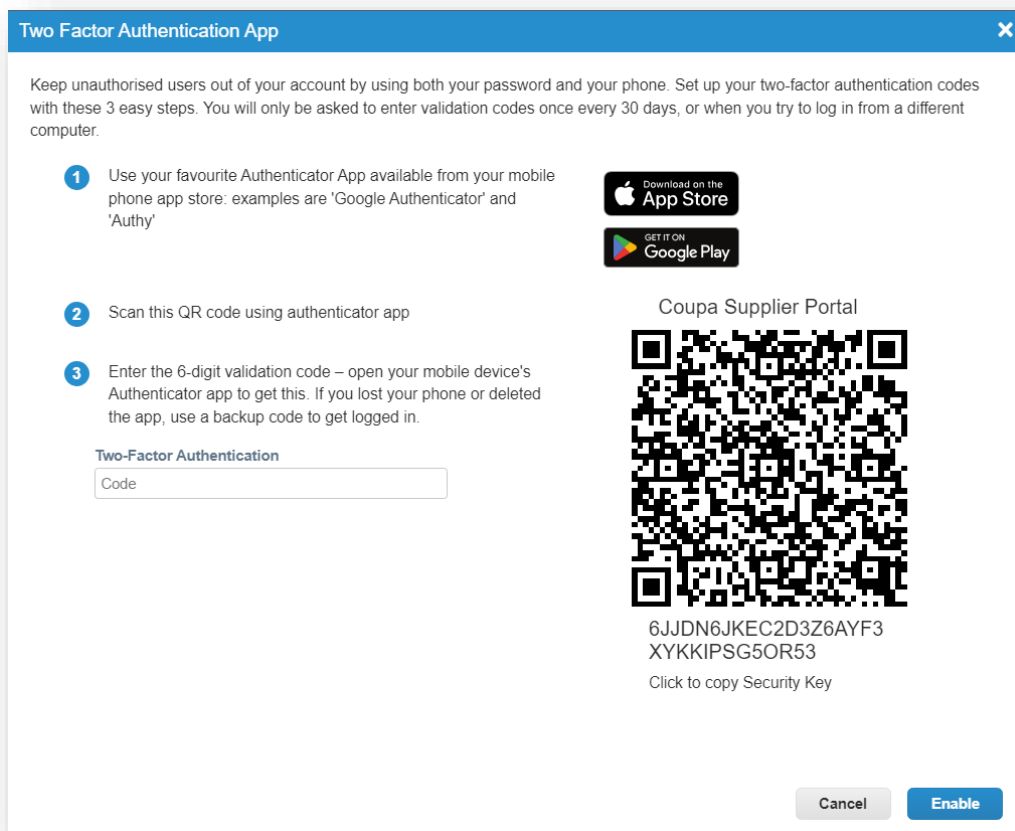 Two Factor Authentication App
Keep unauthorised users out of your account by using both your password and your phone. Set up your two-factor authentication codes
with these 3 easy steps. You will only be asked to enter validation codes once every 30 days, or when you try to log in from a different
computer.
1
Use your favourite Authenticator App available from your mobile
phone app store: examples are 'Google Authenticator' and
'Authy'
Download on the
App Store
GET IT ON
Google Play
2
Scan this QR code using authenticator app
Coupa Supplier Portal
3
Enter the 6-digit validation code – open your mobile device's
Authenticator app to get this. If you lost your phone or deleted
the app, use a backup code to get logged in.
Two-Factor Authentication
Code
6JJDN6JKEC2D3Z6AYF3
XYKKIPSG5OR53
Click to copy Security Key
Cancel
Enable